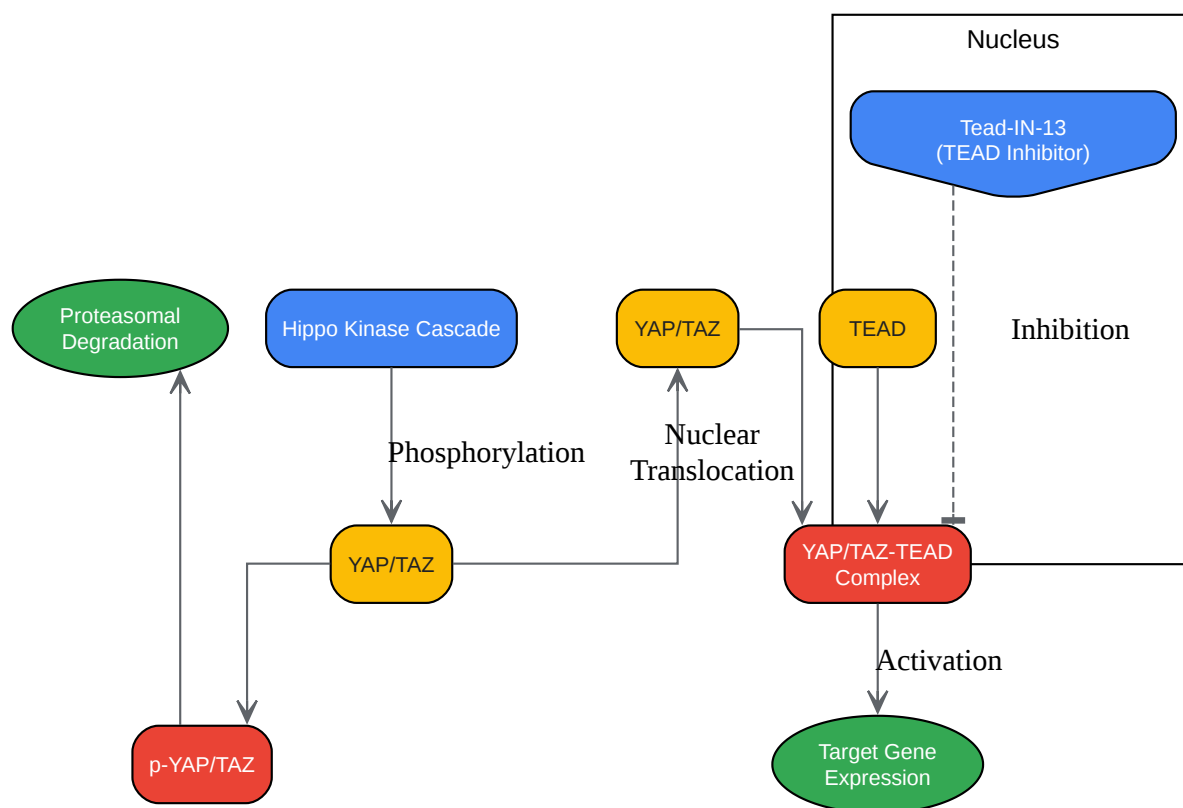 Nucleus
Tead-IN-13
(TEAD Inhibitor)
Proteasomal
Degradation
Hippo Kinase Cascade
YAP/TAZ
TEAD
Inhibition
Phosphorylation
Nuclear
Translocation
YAP/TAZ
YAP/TAZ-TEAD
Complex
Activation
p-YAP/TAZ
Target Gene
Expression